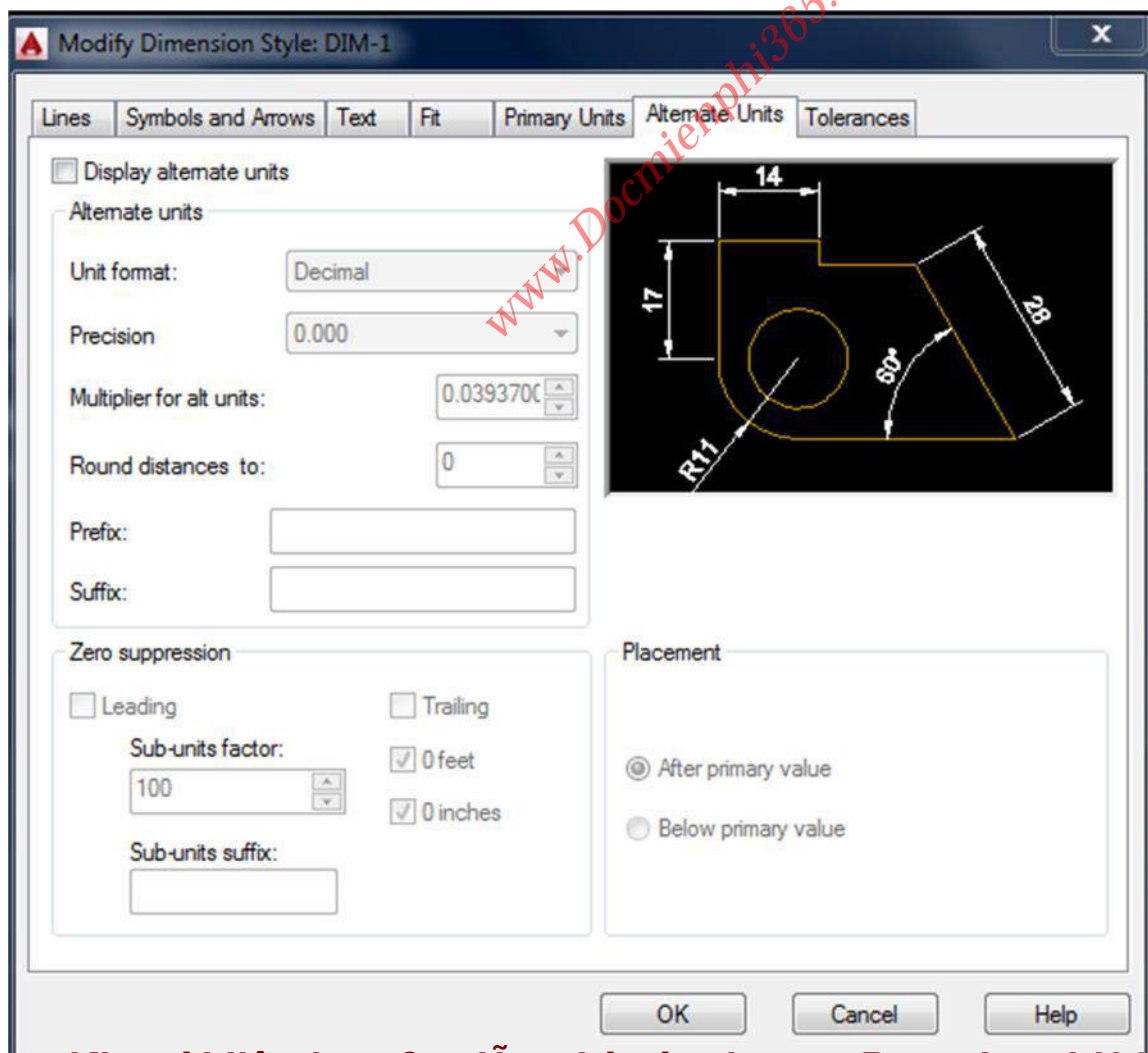 Modify Dimension Style: DIM-1
Lines Symbols and Arrows Text Fit Primary Units Alternate Units Tolerances
Display alternate units
Alternate units
Unit format: Decimal
Precision 0.000
Multiplier for alt units: 0.039370
Round distances to: 0
Prefix:
Suffix:
14
17
28
60°
R11
www.Docmienphi365.
Zero suppression
Leading
Trailing
Sub-units factor:
100
0 feet
0 inches
Sub-units suffix:
Placement
After primary value
Below primary value
OK Cancel Help